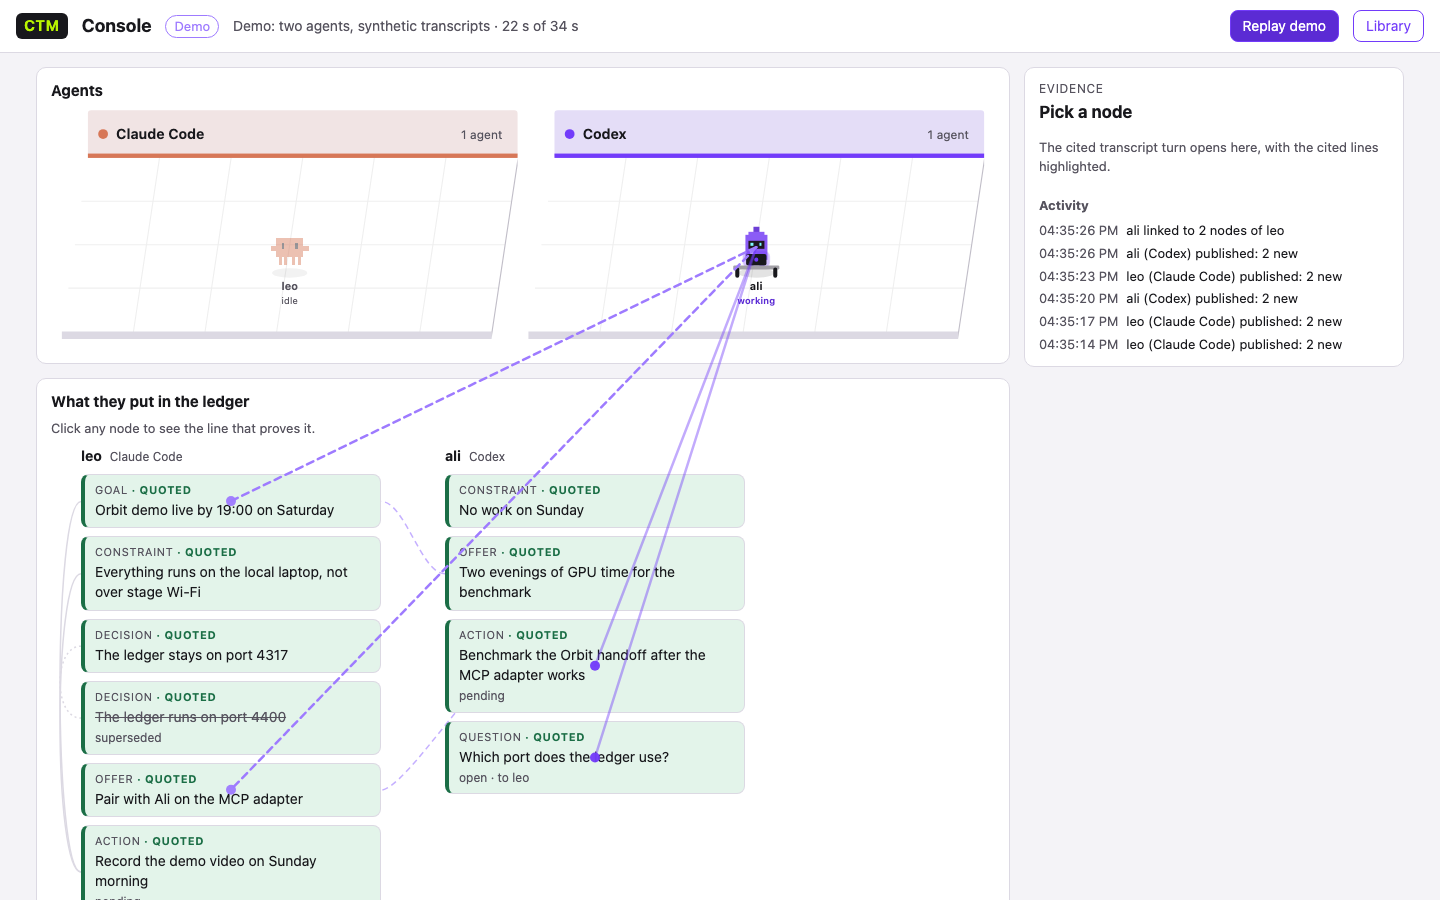 CTM Console Demo Demo: two agents, synthetic transcripts · 22 s of 34 s Replay demo Library
Agents
Claude Code 1 agent
leo
idle
Codex 1 agent
ali
working
EVIDENCE
Pick a node
The cited transcript turn opens here, with the cited lines
highlighted.
Activity
04:35:26 PM ali linked to 2 nodes of leo
04:35:26 PM ali (Codex) published: 2 new
04:35:23 PM leo (Claude Code) published: 2 new
04:35:20 PM ali (Codex) published: 2 new
04:35:17 PM leo (Claude Code) published: 2 new
04:35:14 PM leo (Claude Code) published: 2 new
What they put in the ledger
Click any node to see the line that proves it.
leo Claude Code
GOAL · QUOTED
Orbit demo live by 19:00 on Saturday
CONSTRAINT · QUOTED
Everything runs on the local laptop, not
over stage Wi-Fi
DECISION · QUOTED
The ledger stays on port 4317
DECISION · QUOTED
The ledger runs on port 4400
superseded
OFFER · QUOTED
Pair with Ali on the MCP adapter
ACTION · QUOTED
Record the demo video on Sunday
morning
pending
ali Codex
CONSTRAINT · QUOTED
No work on Sunday
OFFER · QUOTED
Two evenings of GPU time for the
benchmark
ACTION · QUOTED
Benchmark the Orbit handoff after the
MCP adapter works
pending
QUESTION · QUOTED
Which port does the ledger use?
open · to leo